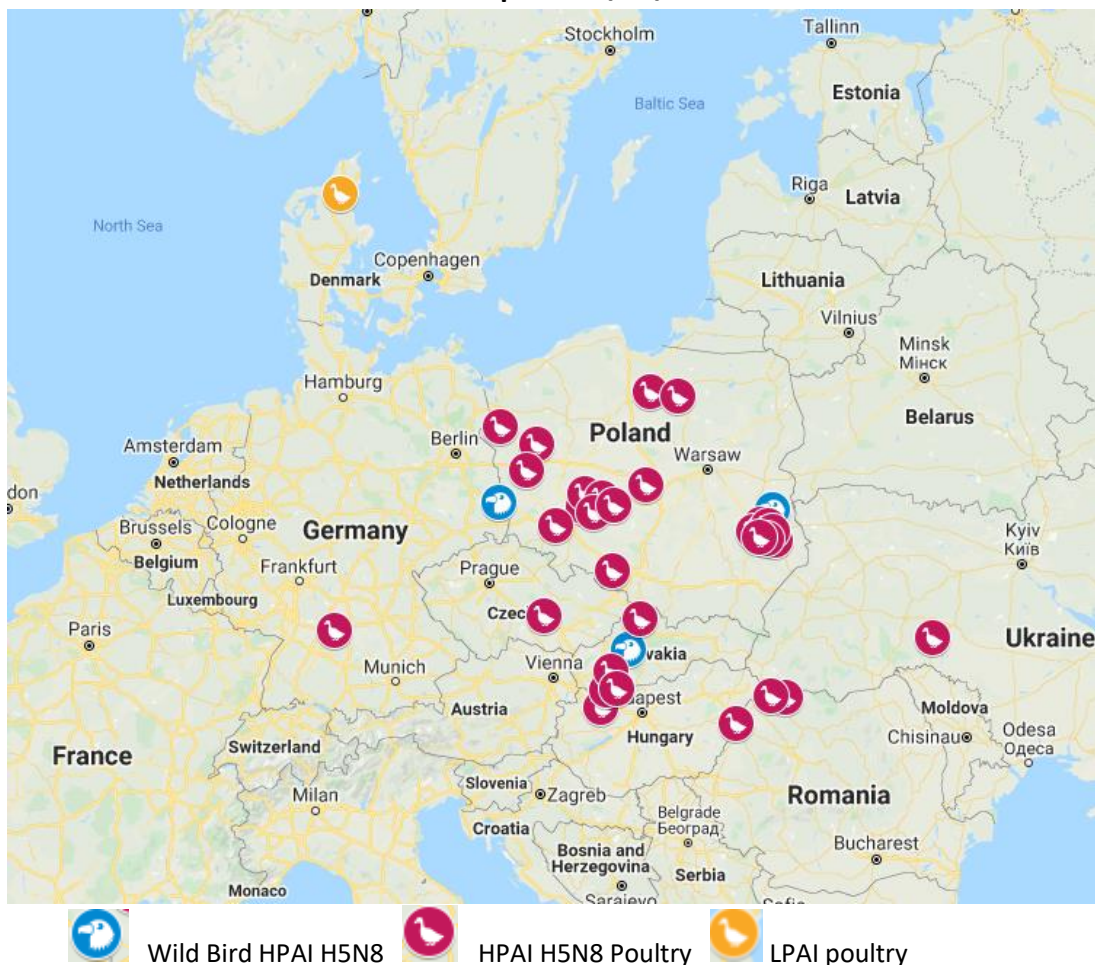 Stockholm
Tallinn
Baltic Sea
Estonia
Riga
Latvia
North Sea
Copenhagen
Denmark
Lithuania
Vilnius
Minsk
Мінск
Hamburg
Belarus
Berlin
Poland
Amsterdam
Warsaw
Netherlands
don
Brussels
Cologne
Germany
Kyiv
Київ
Belgium
Frankfurt
Prague
Luxembourg
Czec
Paris
Ukraine
Munich
Vienna
vakia
Austria
apest
Moldova
Hungary
Chisinau
Odesa
Одеса
France
Switzerland
Slovenia
Milan
Zagreb
Romania
Croatia
Belgrade
Београд
Bucharest
Bosnia and
Herzegovina
Serbia
Monaco
Sarajevo
Wild Bird HPAI H5N8 HPAI H5N8 Poultry LPAI poultry